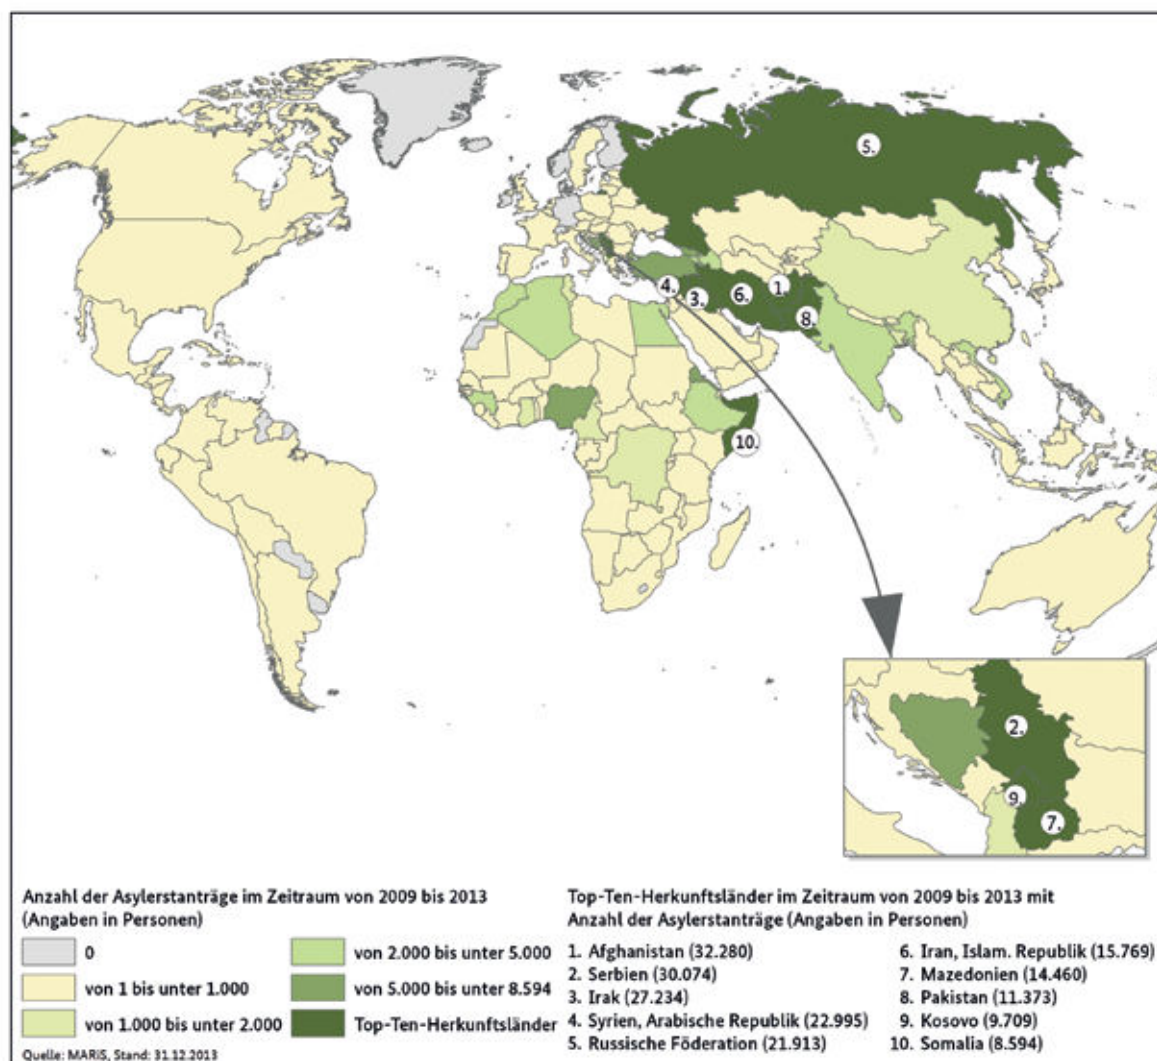 5.
4.
3.
6.
1.
8.
10.
2.
9.
7.
Anzahl der Asylerstanträge im Zeitraum von 2009 bis 2013
(Angaben in Personen)
0
von 1 bis unter 1.000
von 1.000 bis unter 2.000
von 2.000 bis unter 5.000
von 5.000 bis unter 8.594
Top-Ten-Herkunftsländer
Quelle: MARiS, Stand: 31.12.2013
Top-Ten-Herkunftsländer im Zeitraum von 2009 bis 2013 mit
Anzahl der Asylerstanträge (Angaben in Personen)
1. Afghanistan (32.280)
2. Serbien (30.074)
3. Irak (27.234)
4. Syrien, Arabische Republik (22.995)
5. Russische Föderation (21.913)
6. Iran, Islam. Republik (15.769)
7. Mazedonien (14.460)
8. Pakistan (11.373)
9. Kosovo (9.709)
10. Somalia (8.594)